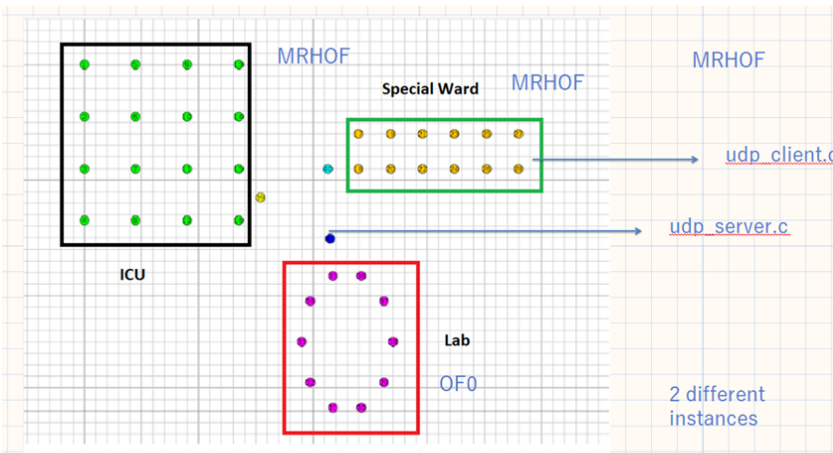 MRHOF
MRHOF
Special Ward
MRHOF
udp_client.c
udp_server.c
ICU
Lab
OF0
2 different
instances